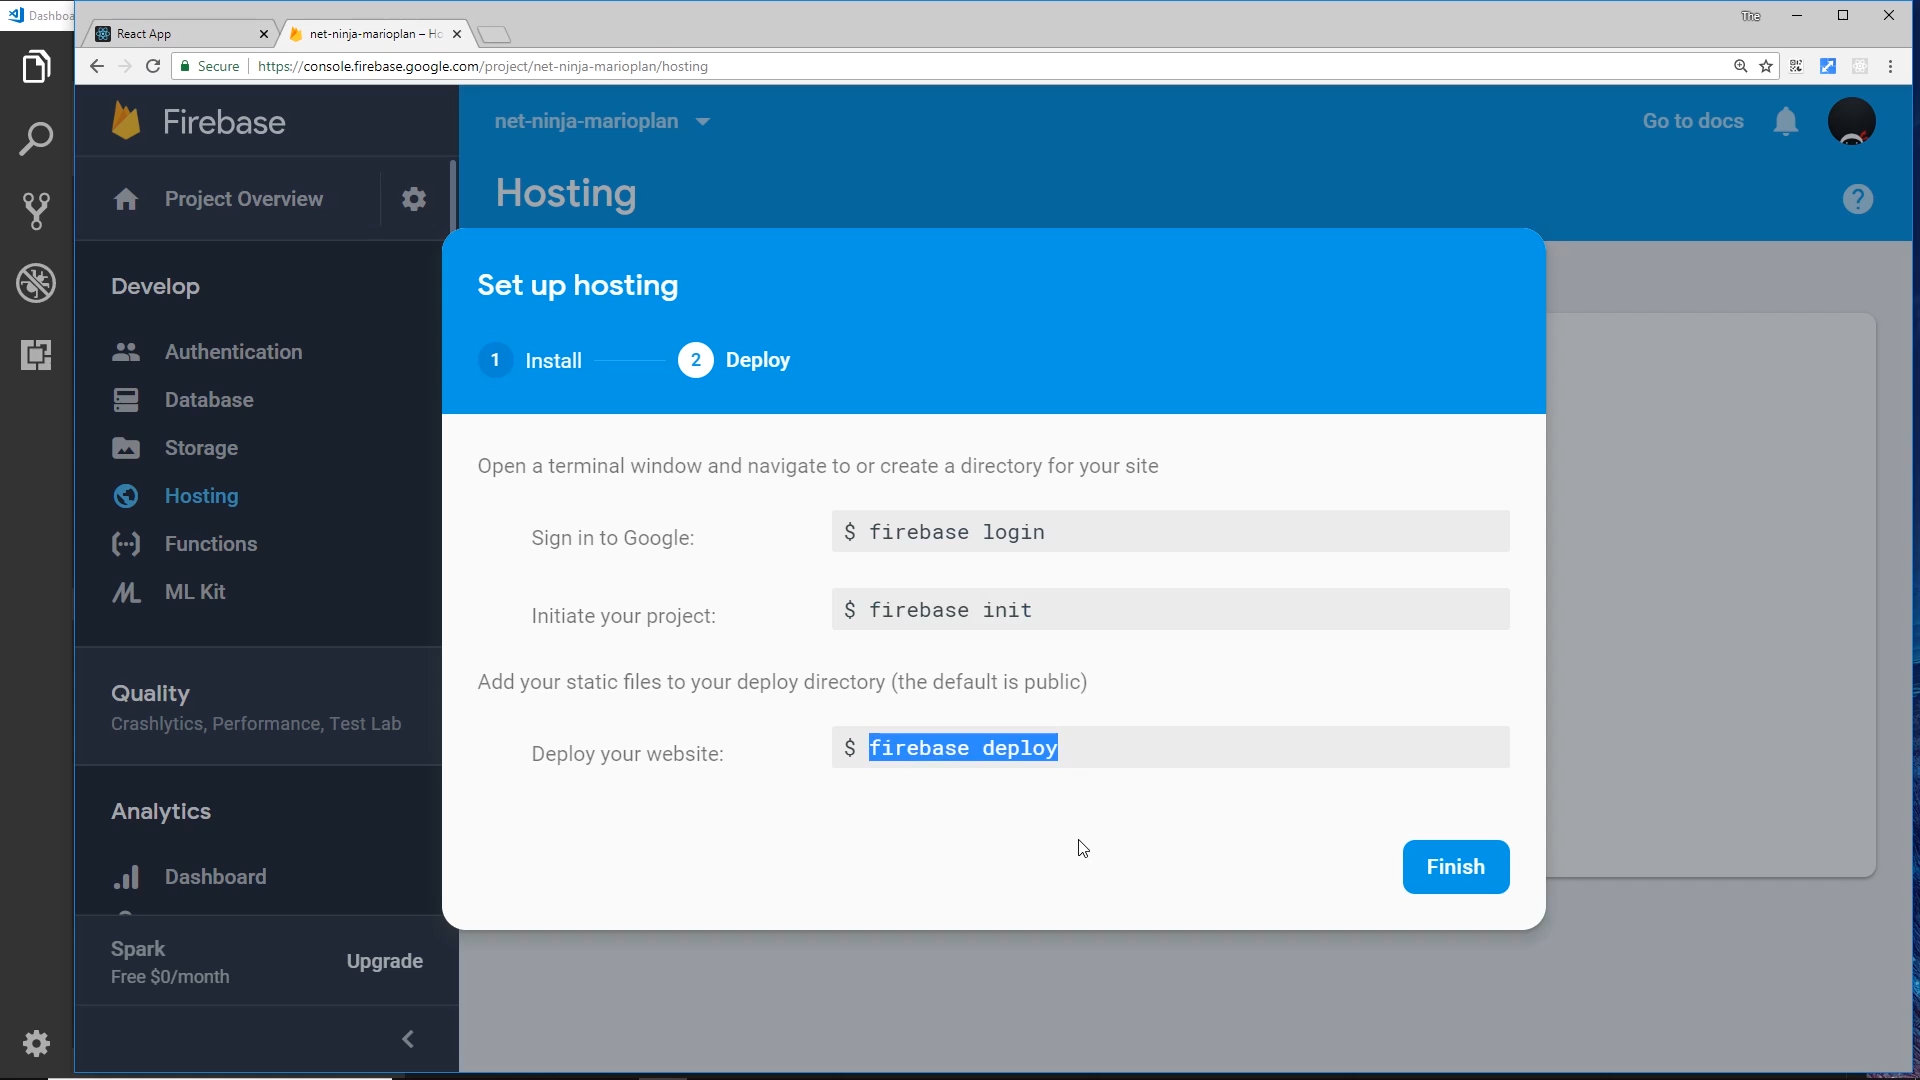 Dashboa
The
React App
net-ninja-marioplan – Ho
Secure
https://console.firebase.google.com/project/net-ninja-marioplan/hosting
Firebase
net-ninja-marioplan
Go to docs
Project Overview
Hosting
Develop
Authentication
Database
Storage
Hosting
Functions
ML Kit
Quality
Crashlytics, Performance, Test Lab
Analytics
Dashboard
Spark
Free $0/month
Upgrade
Set up hosting
1 Install
2 Deploy
Open a terminal window and navigate to or create a directory for your site
Sign in to Google:
$ firebase login
Initiate your project:
$ firebase init
Add your static files to your deploy directory (the default is public)
Deploy your website:
$ firebase deploy
Finish